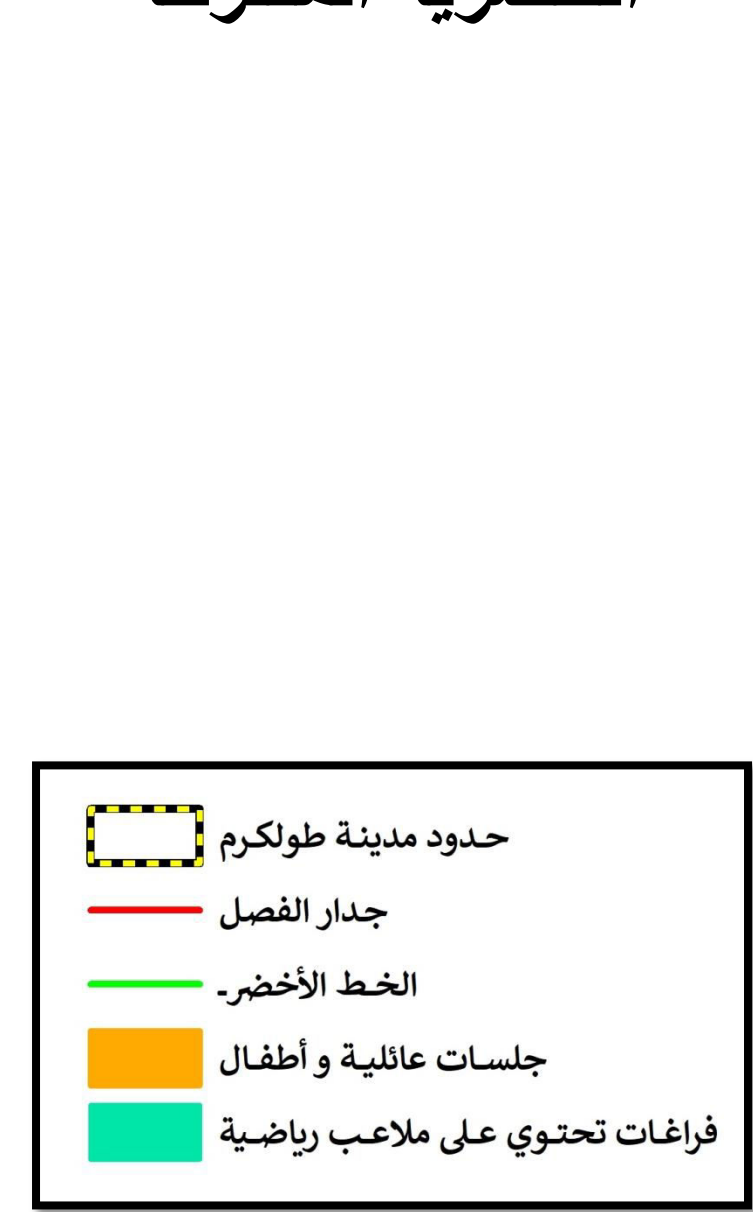 حدود مدينة طولكرم
جدار الفصل
الخط الأخضر
جلسات عائلية و أطفال
فراغات تحتوي على ملاعب رياضية